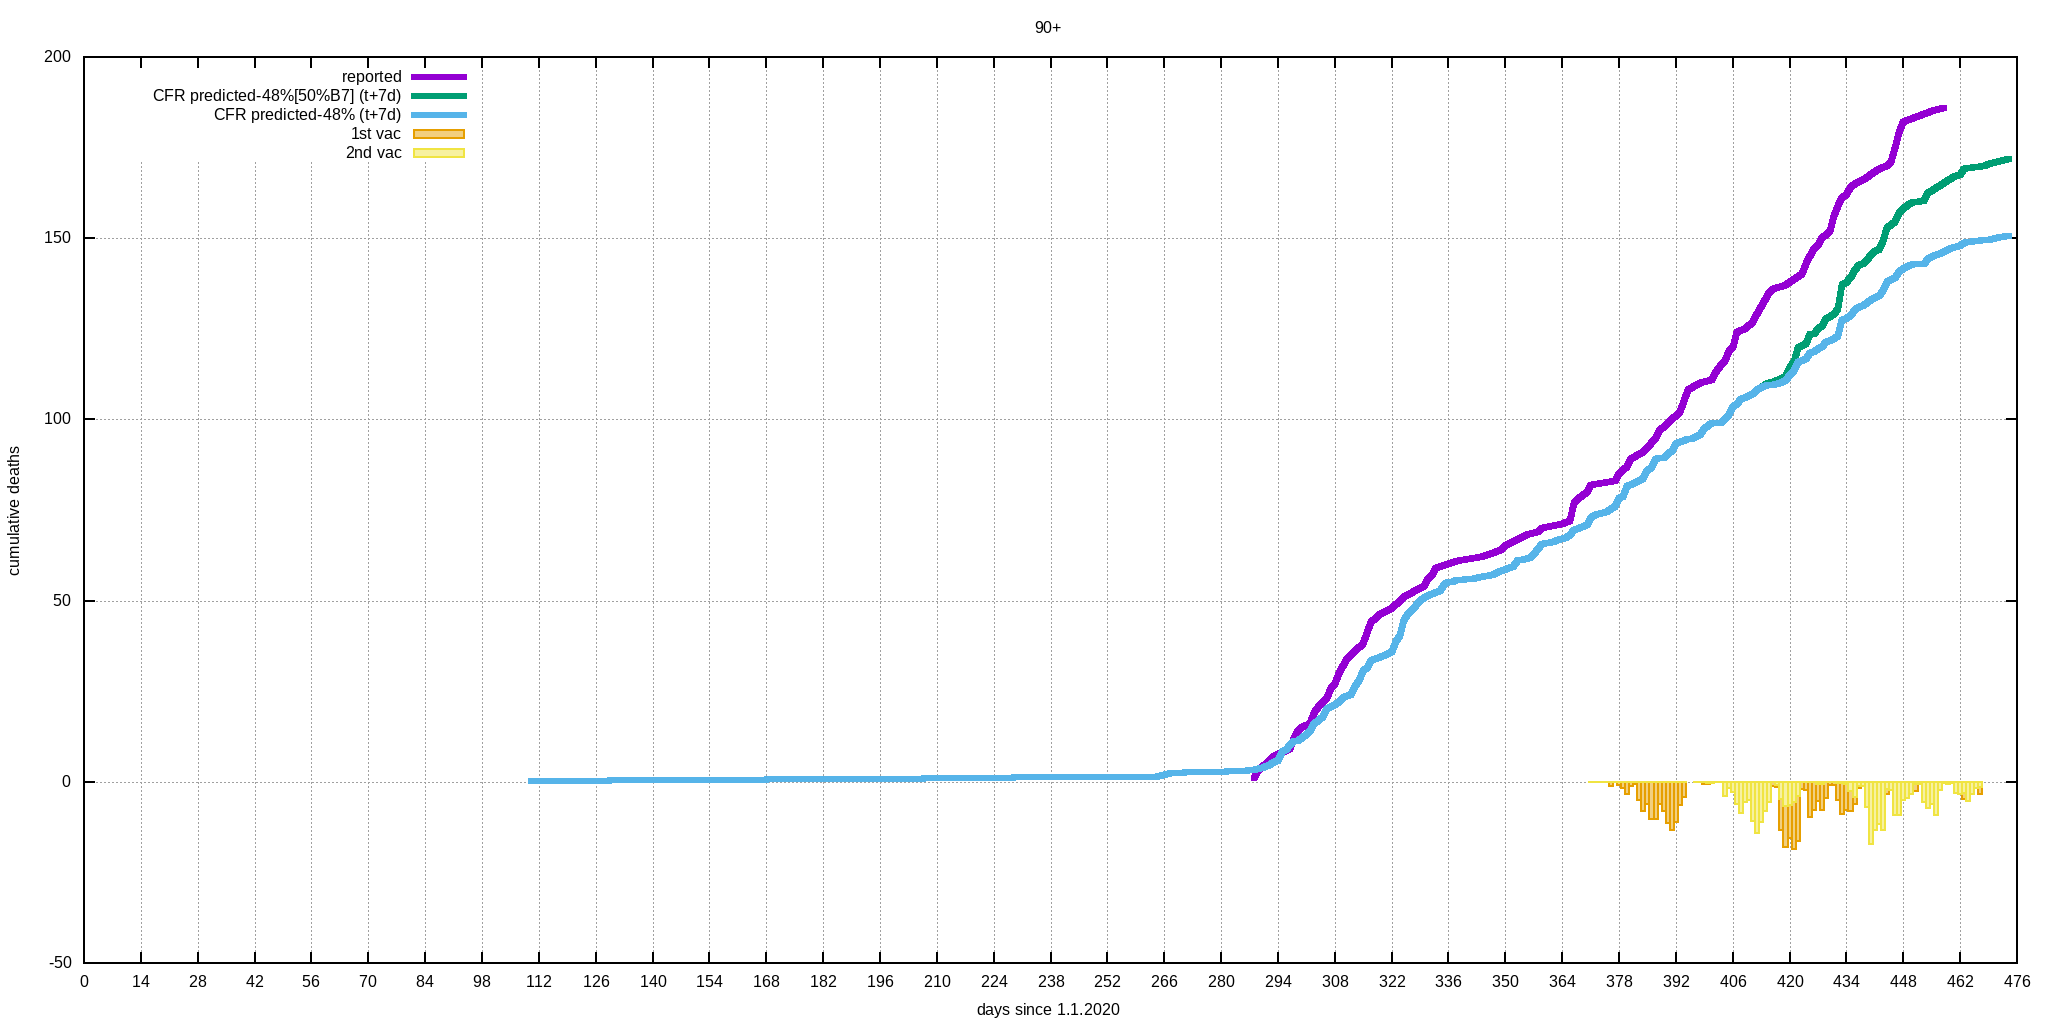 90+
200
150
100
50
0
-50
cumulative deaths
reported
CFR predicted-48%[50%B7] (t+7d)
CFR predicted-48% (t+7d)
1st vac
2nd vac
0 14 28 42 56 70 84 98 112 126 140 154 168 182 196 210 224 238 252 266 280 294 308 322 336 350 364 378 392 406 420 434 448 462 476
days since 1.1.2020